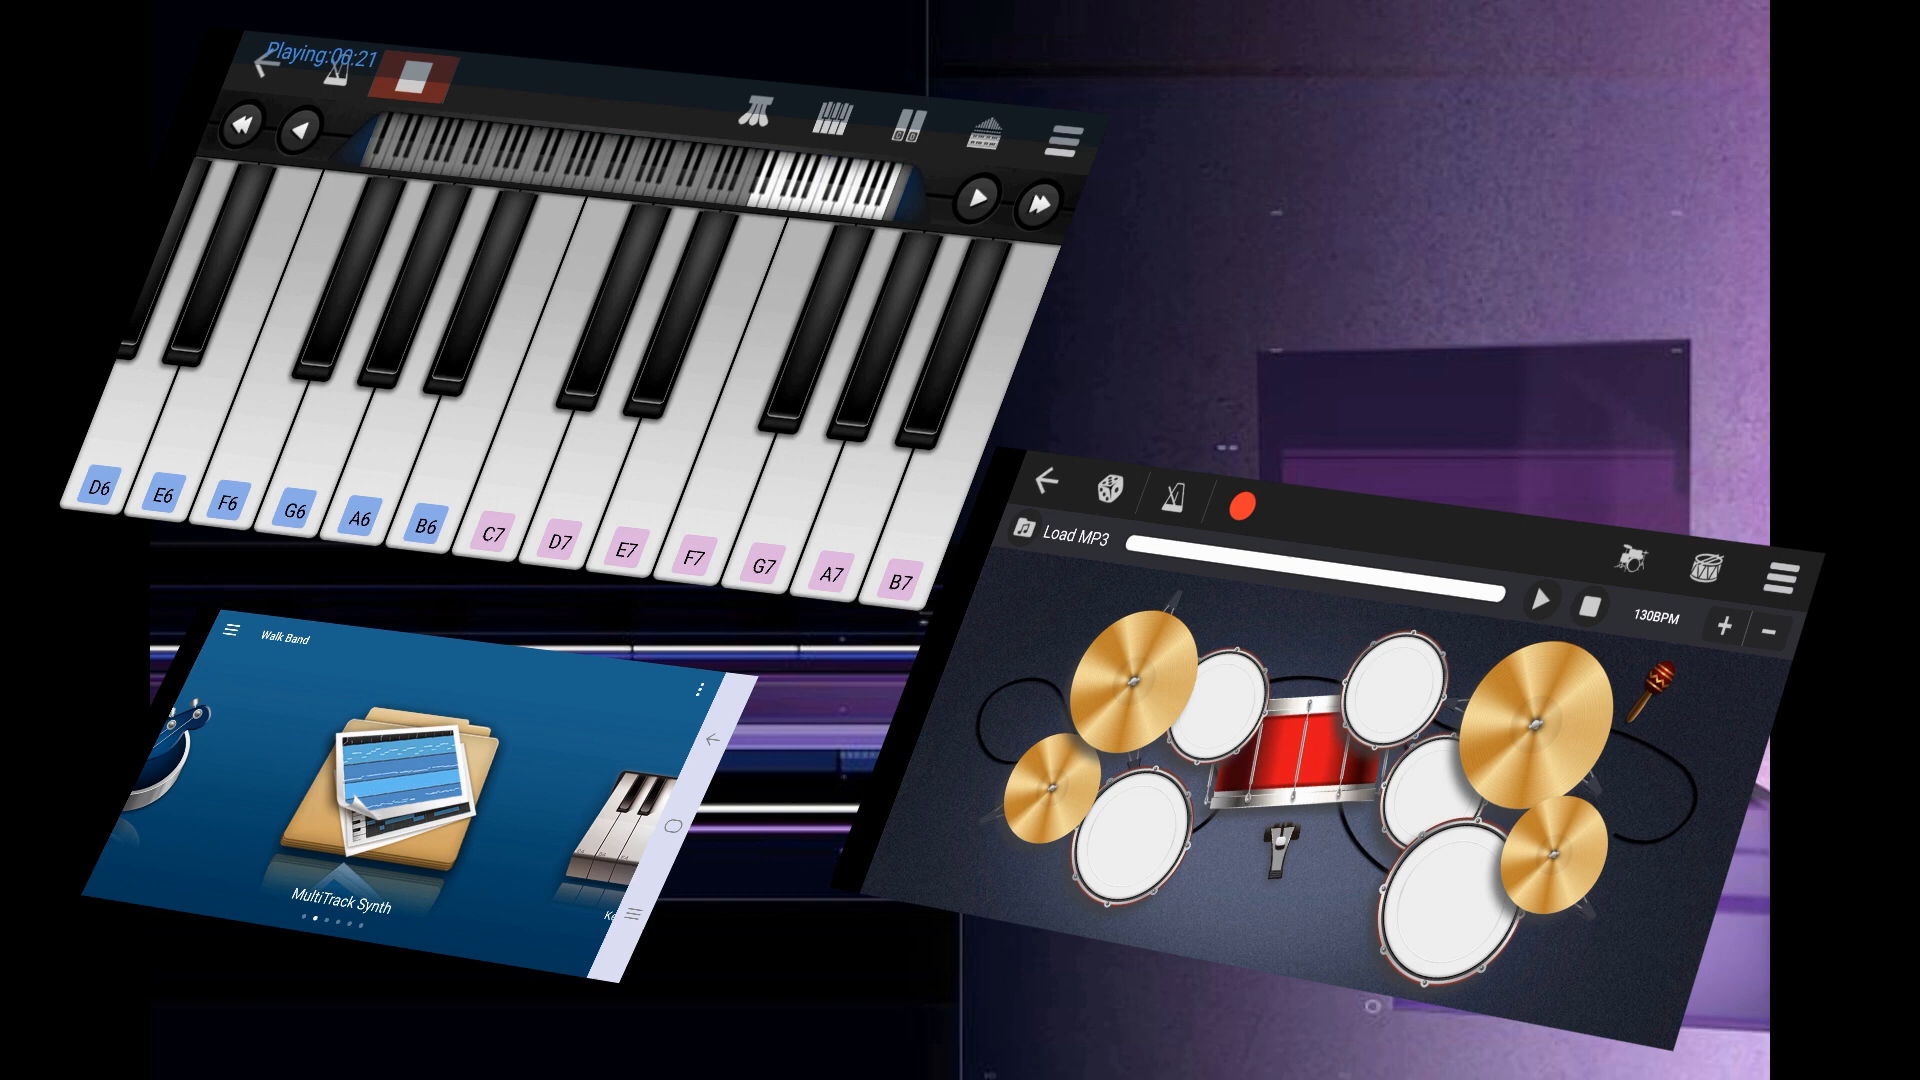 Playing:00:21
D6
E6
F6
G6
A6
B6
C7
D7
E7
F7
G7
A7
B7
Load MP3
130BPM
Walk Band
MultiTrack Synth